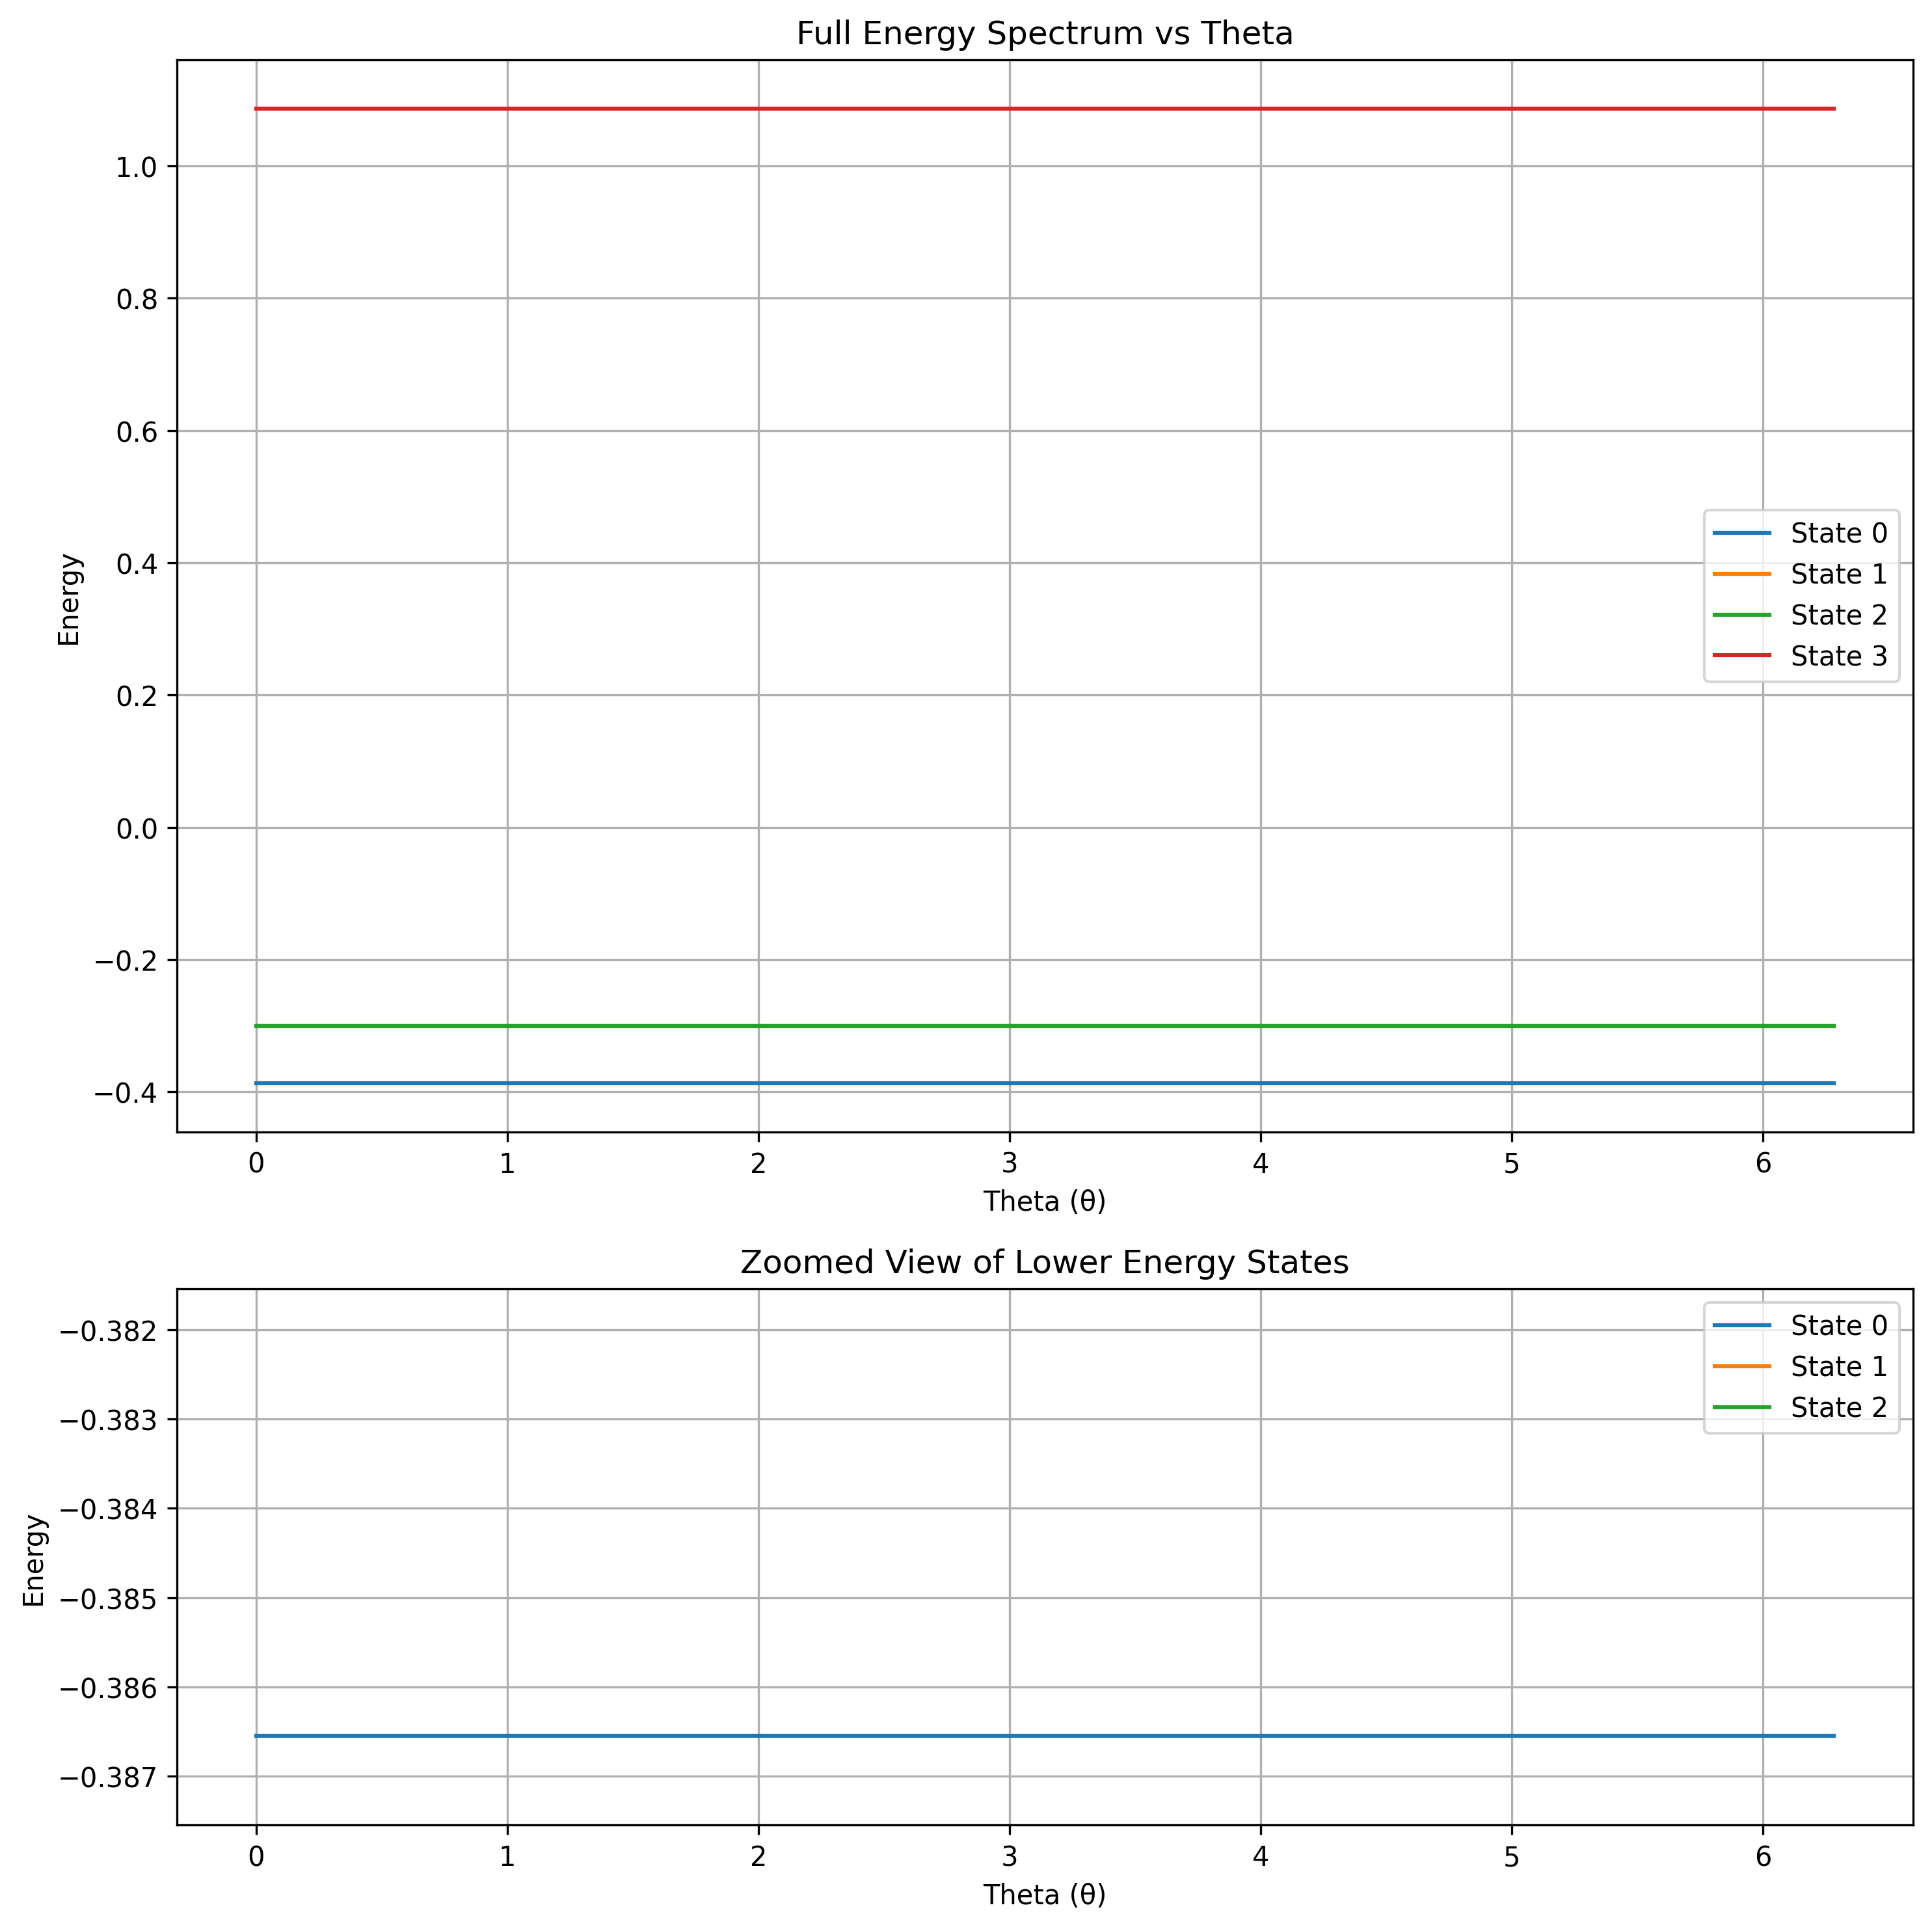 Full Energy Spectrum vs Theta
1.0
0.8
0.6
0.4
0.2
0.0
−0.2
−0.4
Energy
State 0
State 1
State 2
State 3
0 1 2 3 4 5 6
Theta (θ)
Zoomed View of Lower Energy States
−0.382
−0.383
−0.384
−0.385
−0.386
−0.387
Energy
State 0
State 1
State 2
0 1 2 3 4 5 6
Theta (θ)